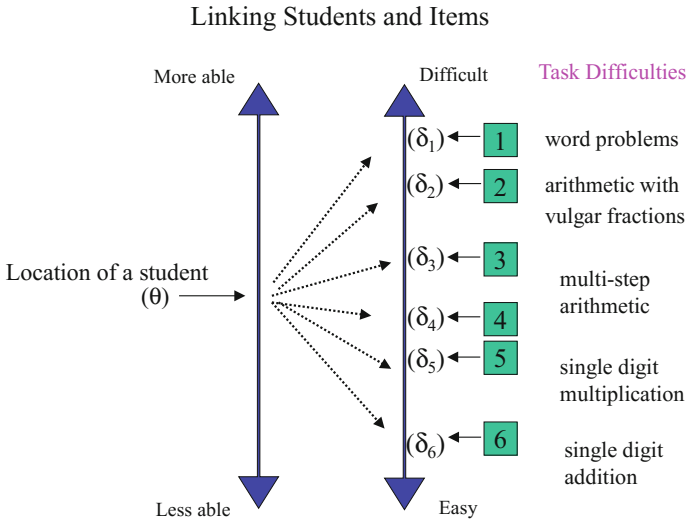 Linking Students and Items
More able
Difficult
Task Difficulties
(δ1)
1
word problems
(δ2)
2
arithmetic with
vulgar fractions
Location of a student
(θ)
(δ3)
3
multi-step
arithmetic
(δ4)
4
(δ5)
5
single digit
multiplication
(δ6)
6
single digit
addition
Less able
Easy